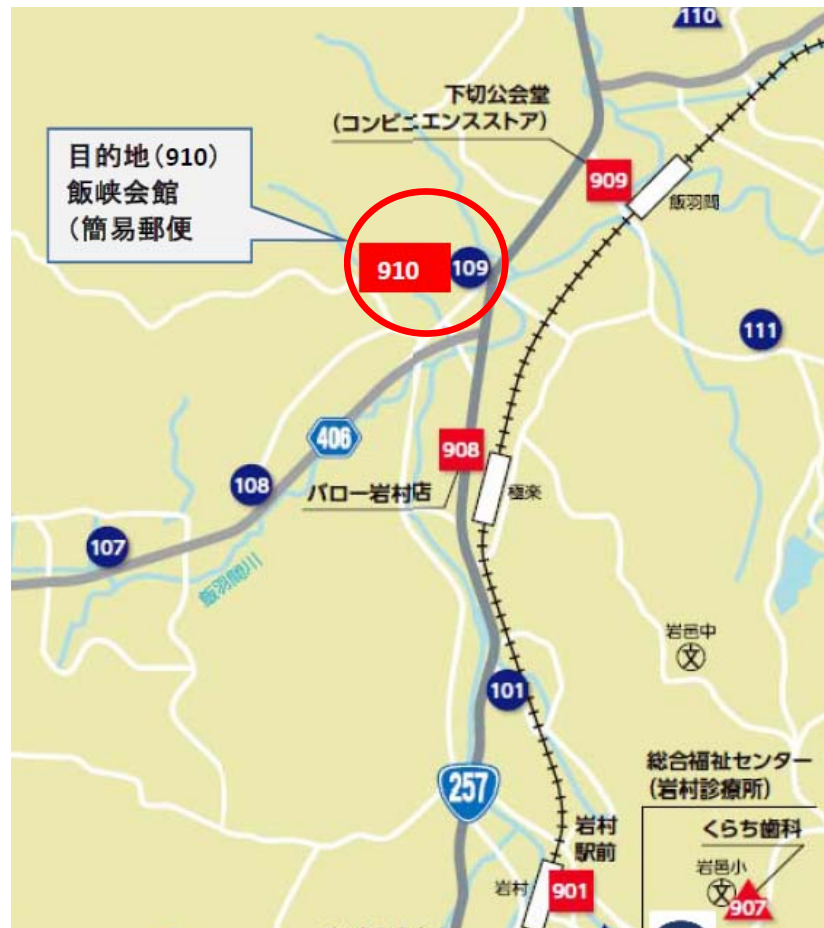 110
下切公会堂
(コンビニエンスストア)
目的地(910)
飯峡会館
(簡易郵便
909
飯羽間
910
109
111
406
908
バロー岩村店
極楽
108
107
飯羽間川
岩邑中
文
101
総合福祉センター
(岩村診療所)
257
くらち歯科
岩村
駅前
岩邑小
文
907
岩村
901